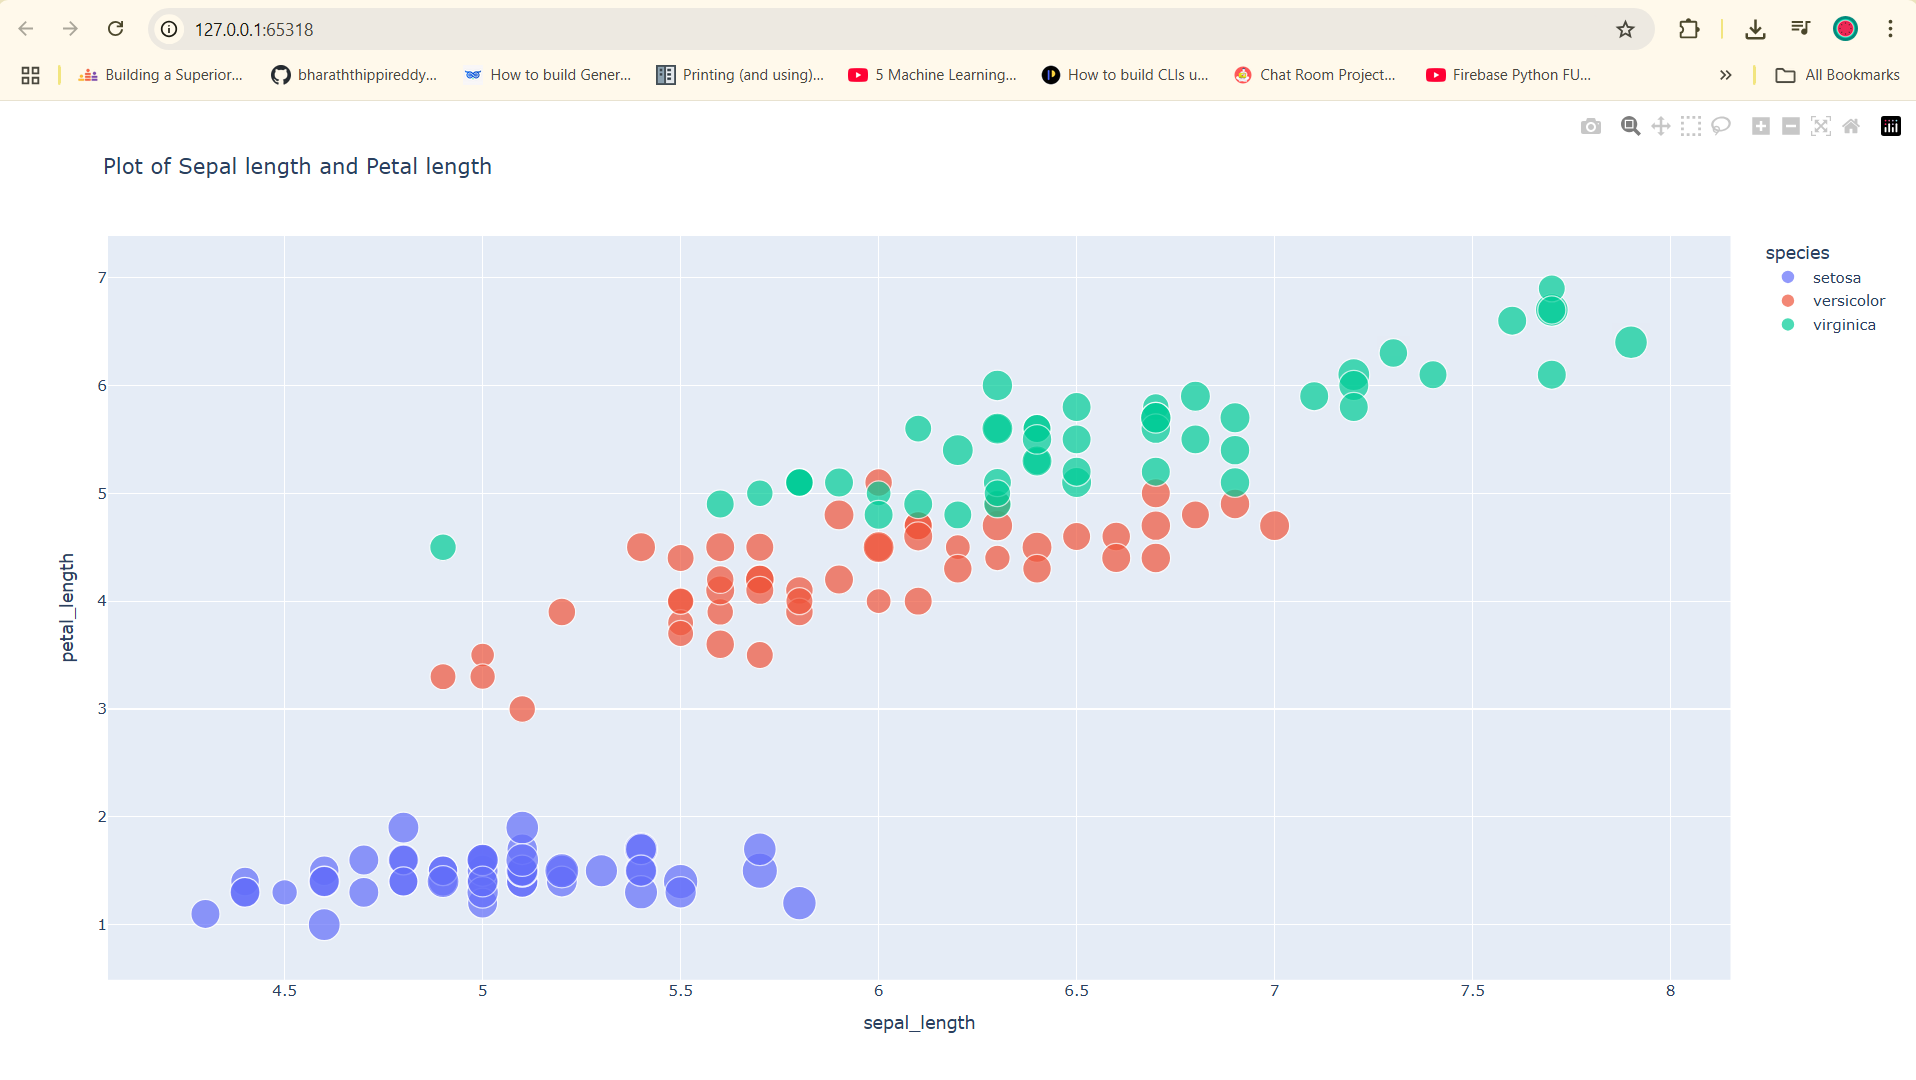 127.0.0.1:65318
Building a Superior...
bharaththippireddy...
How to build Gener...
Printing (and using)...
5 Machine Learning...
How to build CLIs u...
Chat Room Project...
Firebase Python FU...
All Bookmarks
Plot of Sepal length and Petal length
species
setosa
versicolor
virginica
7
6
5
4
3
2
1
petal_length
4.5 5 5.5 6 6.5 7 7.5 8
sepal_length